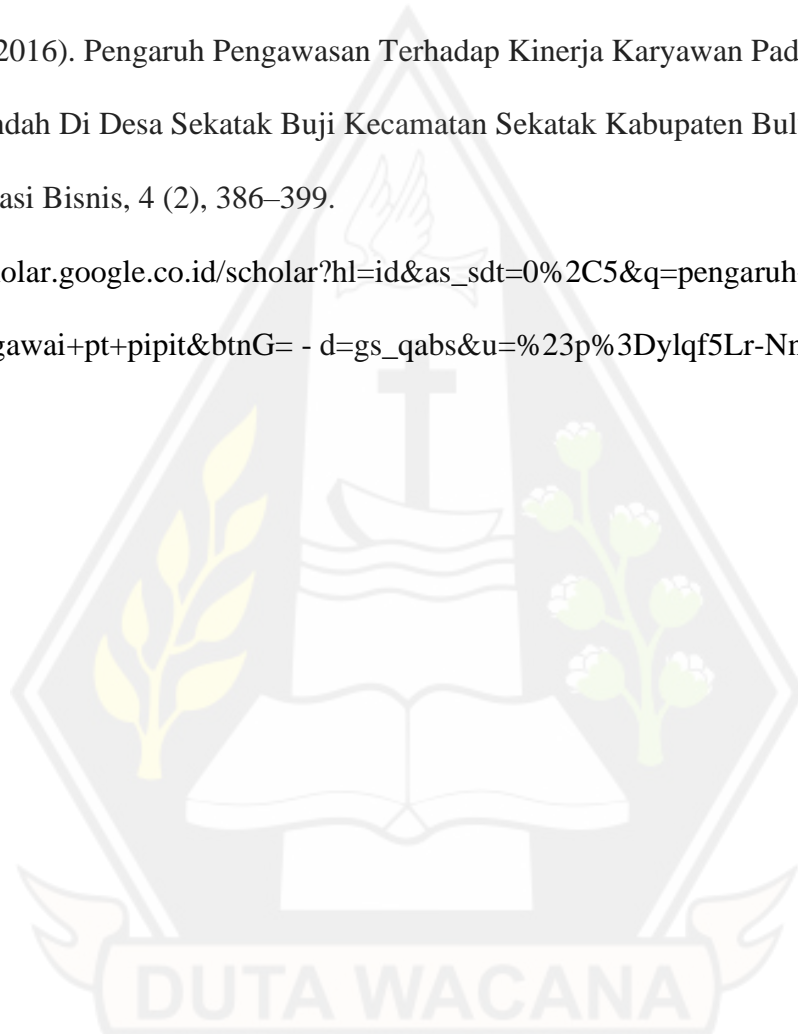 2016). Pengaruh Pengawasan Terhadap Kinerja Karyawan Pad
ndah Di Desa Sekatak Buji Kecamatan Sekatak Kabupaten Bul
asi Bisnis, 4 (2), 386–399.
olar.google.co.id/scholar?hl=id&as_sdt=0%2C5&q=pengaruh
gawai+pt+pipit&btnG= - d=gs_qabs&u=%23p%3Dylqf5Lr-Nn
DUTA WACANA